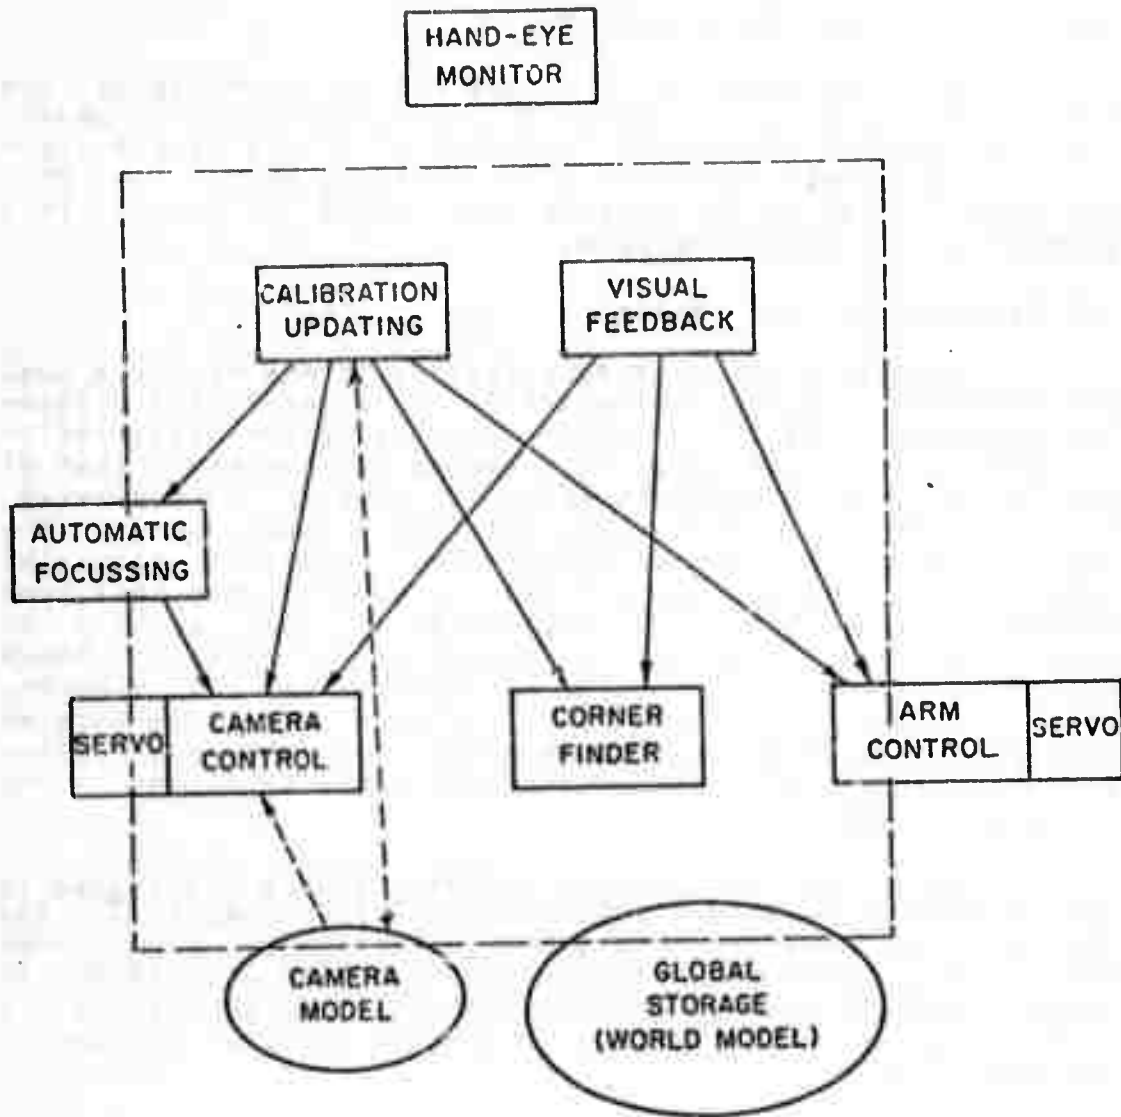 HAND-EYE
MONITOR
CALIBRATION
UPDATING
VISUAL
FEEDBACK
AUTOMATIC
FOCUSSING
SERVO
CAMERA
CONTROL
CORNER
FINDER
ARM
CONTROL
SERVO
CAMERA
MODEL
GLOBAL
STORAGE
(WORLD MODEL)